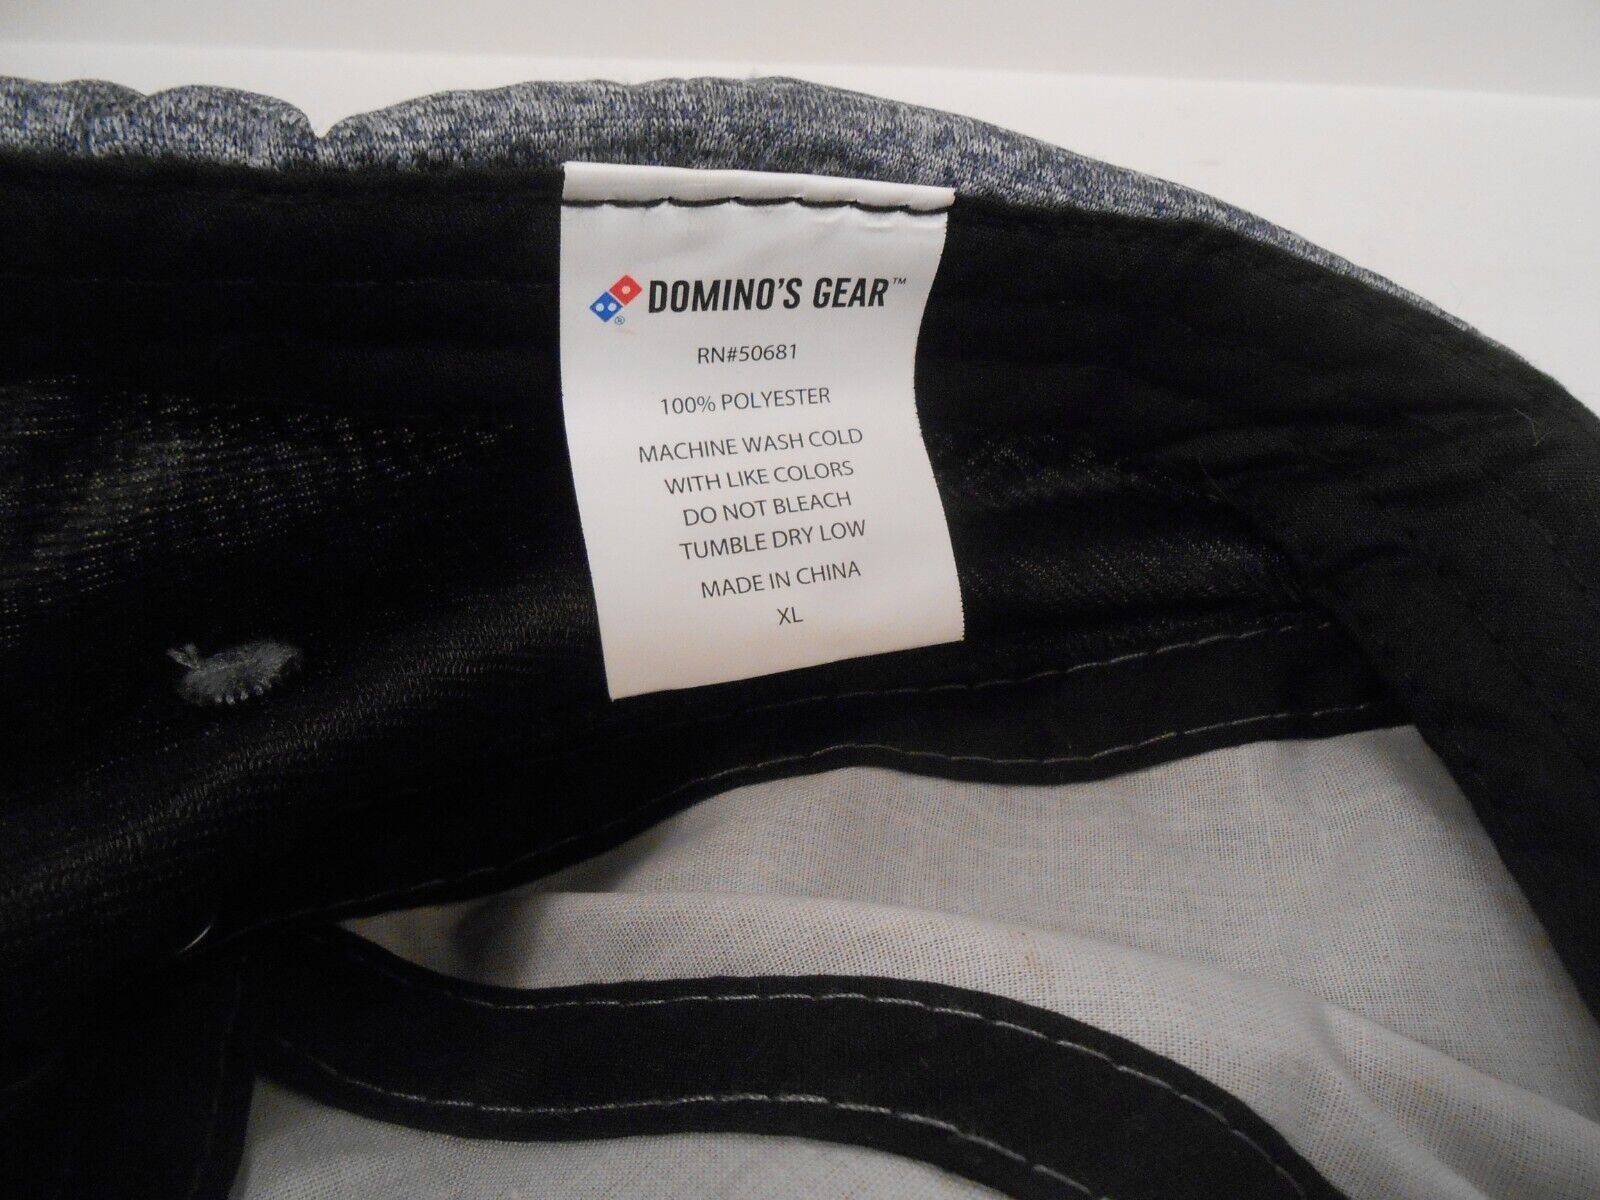 DOMINO'S GEAR™
®
RN#50681
100% POLYESTER
MACHINE WASH COLD
WITH LIKE COLORS
DO NOT BLEACH
TUMBLE DRY LOW
MADE IN CHINA
XL